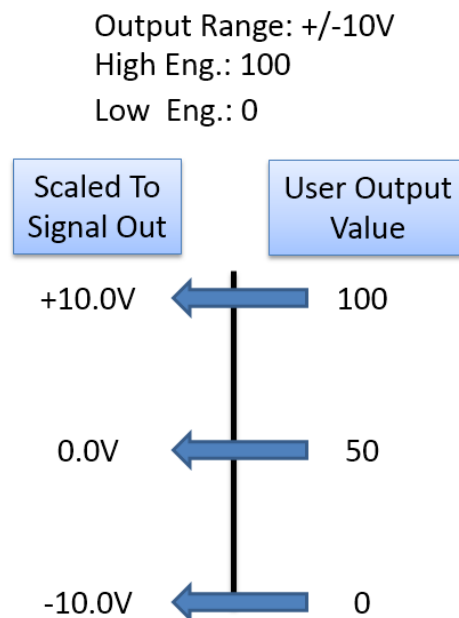 Output Range: +/-10V
High Eng.: 100
Low Eng.: 0
Scaled To
Signal Out
User Output
Value
+10.0V
100
0.0V
50
-10.0V
0